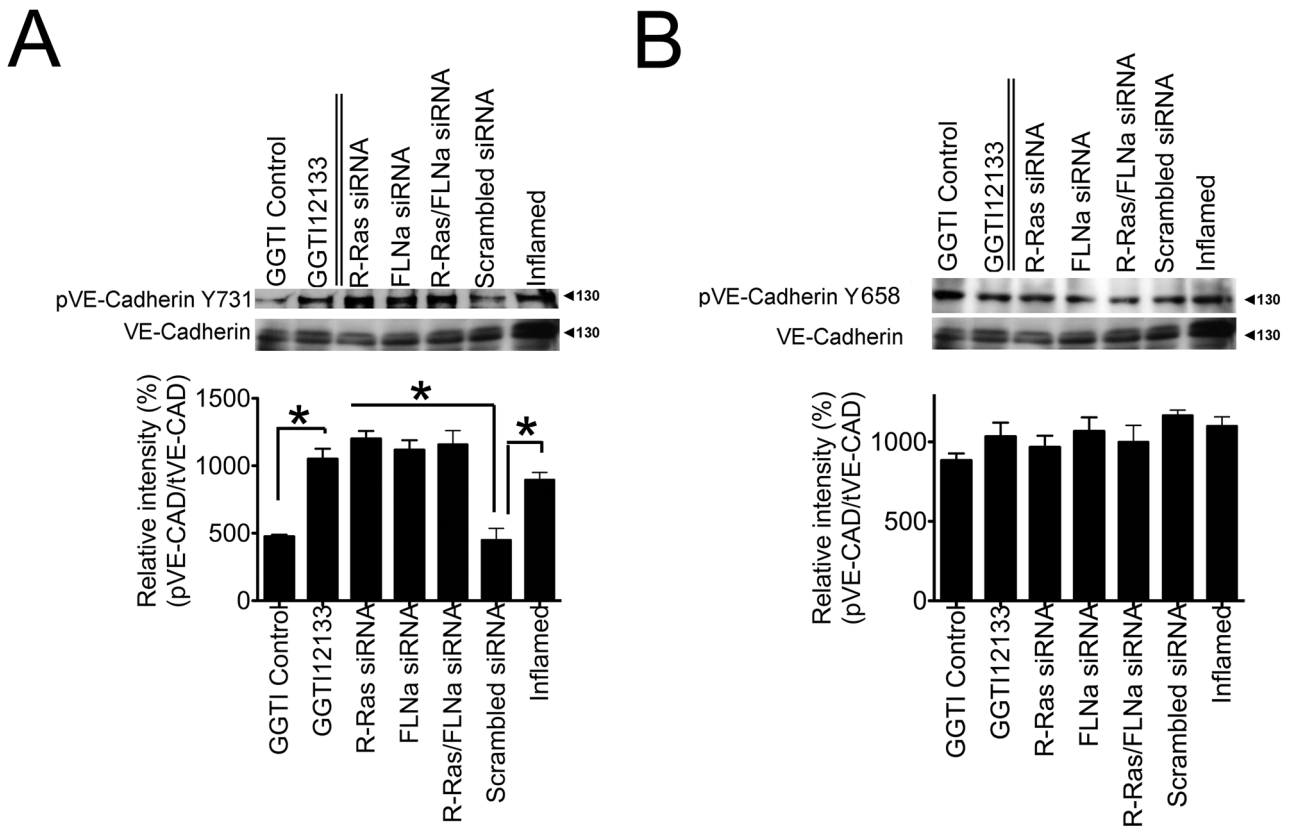 A
GGTI Control
GGTI12133
R-Ras siRNA
FLNa siRNA
R-Ras/FLNa siRNA
Scrambled siRNA
Inflamed
pVE-Cadherin Y731
◄130
VE-Cadherin
◄130
Relative intensity (%)
(pVE-CAD/tVE-CAD)
1500
1000
500
0
*
*
*
GGTI Control
GGTI12133
R-Ras siRNA
FLNa siRNA
R-Ras/FLNa siRNA
Scrambled siRNA
Inflamed
B
GGTI Control
GGTI12133
R-Ras siRNA
FLNa siRNA
R-Ras/FLNa siRNA
Scrambled siRNA
Inflamed
pVE-Cadherin Y658
◄130
VE-Cadherin
◄130
Relative intensity (%)
(pVE-CAD/tVE-CAD)
1000
500
0
GGTI Control
GGTI12133
R-Ras siRNA
FLNa siRNA
R-Ras/FLNa siRNA
Scrambled siRNA
Inflamed